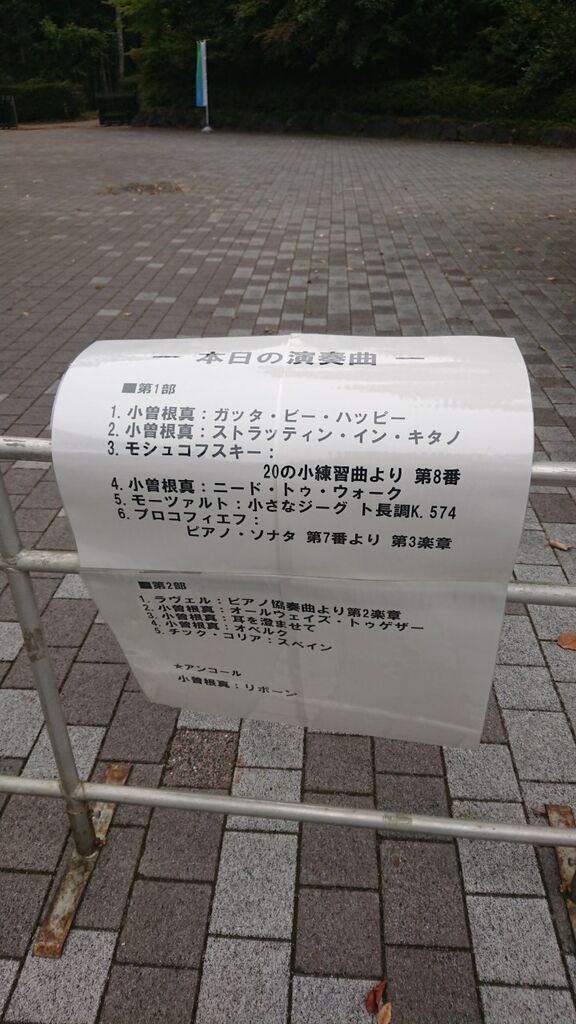 ― 本日の演奏曲 ―
■第1部
1. 小曽根真：ガッタ・ビー・ハッピー
2. 小曽根真：ストラッティン・イン・キタノ
3. モシュコフスキー：
20の小練習曲より 第8番
4. 小曽根真：ニード・トゥ・ウォーク
5. モーツァルト：小さなジーグ ト長調K. 574
6. プロコフィエフ：
ピアノ・ソナタ 第7番より 第3楽章
■第2部
1. ラヴェル：ピアノ協奏曲より第2楽章
2. 小曽根真：オールウェイズ・トゥゲザー
3. 小曽根真：耳を澄ませて
4. 小曽根真：オベルク
5. チック・コリア：スペイン
★アンコール
小曽根真：リボーン